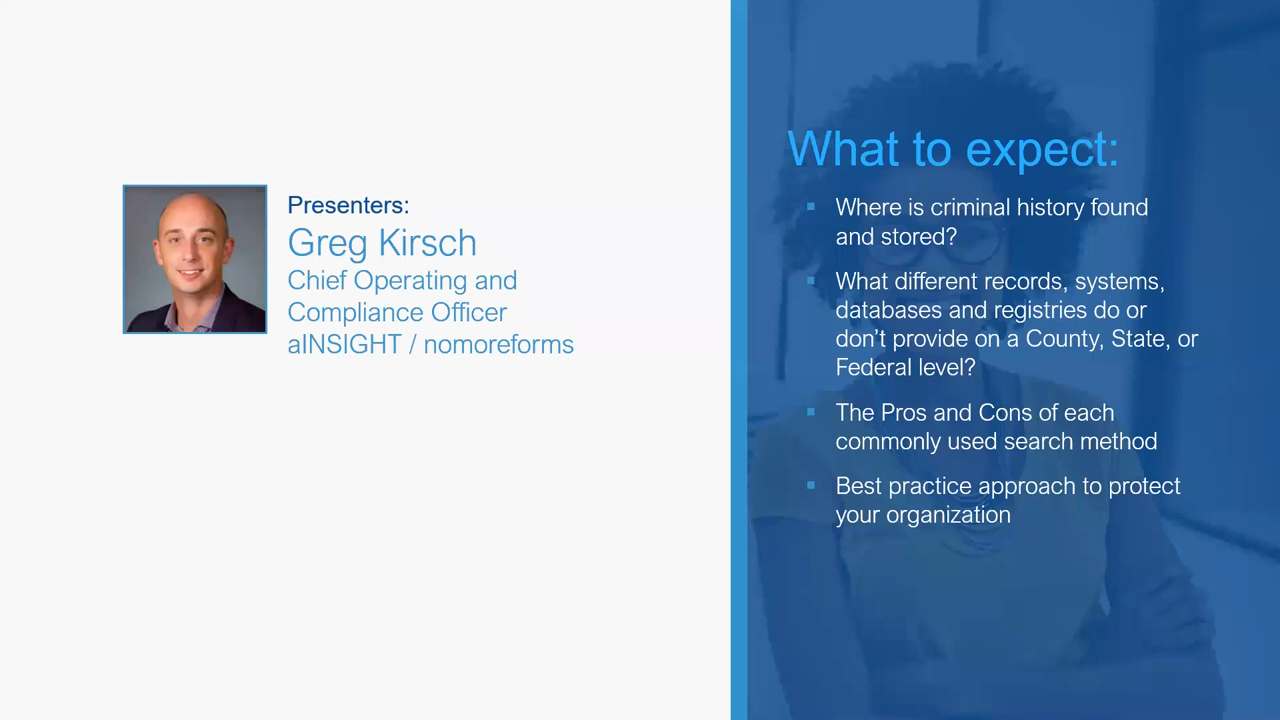 Presenters:
Greg Kirsch
Chief Operating and
Compliance Officer
aINSIGHT / nomoreforms
What to expect:
Where is criminal history found
and stored?
What different records, systems,
databases and registries do or
don't provide on a County, State, or
Federal level?
The Pros and Cons of each
commonly used search method
Best practice approach to protect
your organization